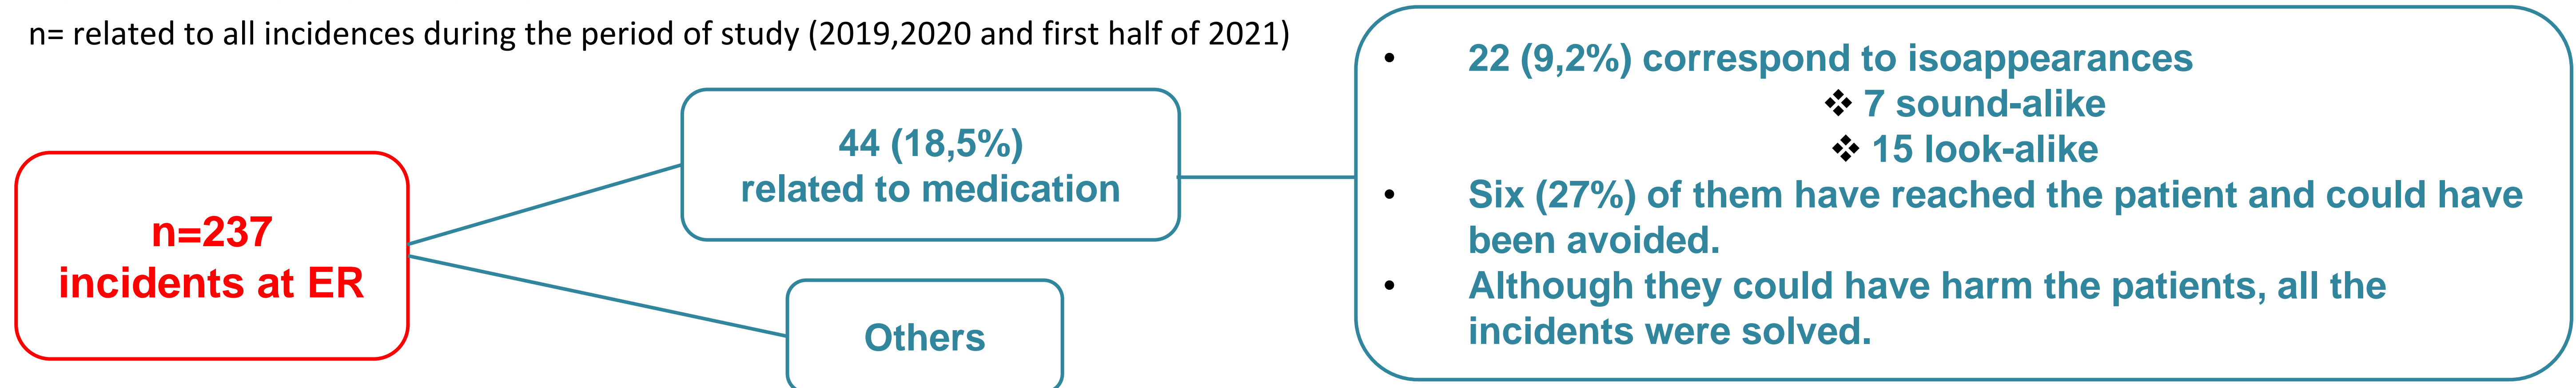 n= related to all incidences during the period of study (2019,2020 and first half of 2021)
n=237
incidents at ER
44 (18,5%)
related to medication
Others
• 22 (9,2%) correspond to isoappearances
❖ 7 sound-alike
❖ 15 look-alike
• Six (27%) of them have reached the patient and could have
been avoided.
• Although they could have harm the patients, all the
incidents were solved.